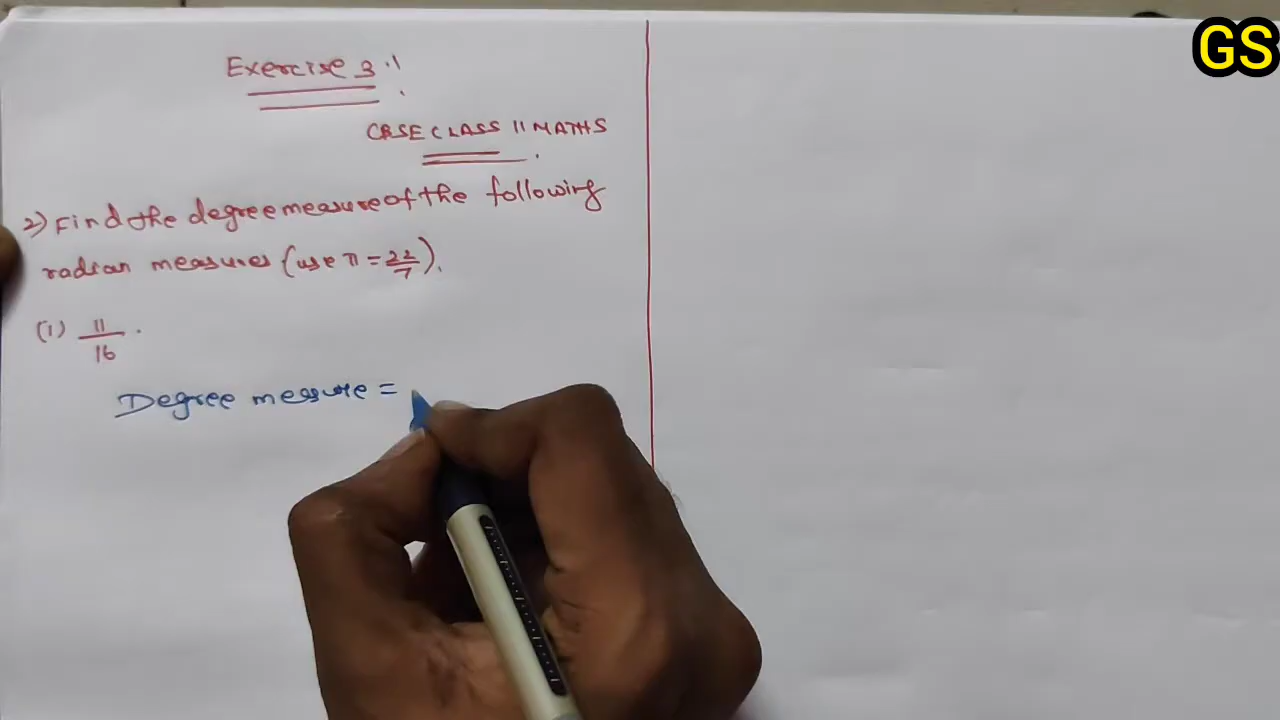 GS
Exercise 3.1
CBSE CLASS 11 MATHS
2) Find the degree measure of the following
radian measures (use π = 22/7).
(1) 11/16.
Degree measure =